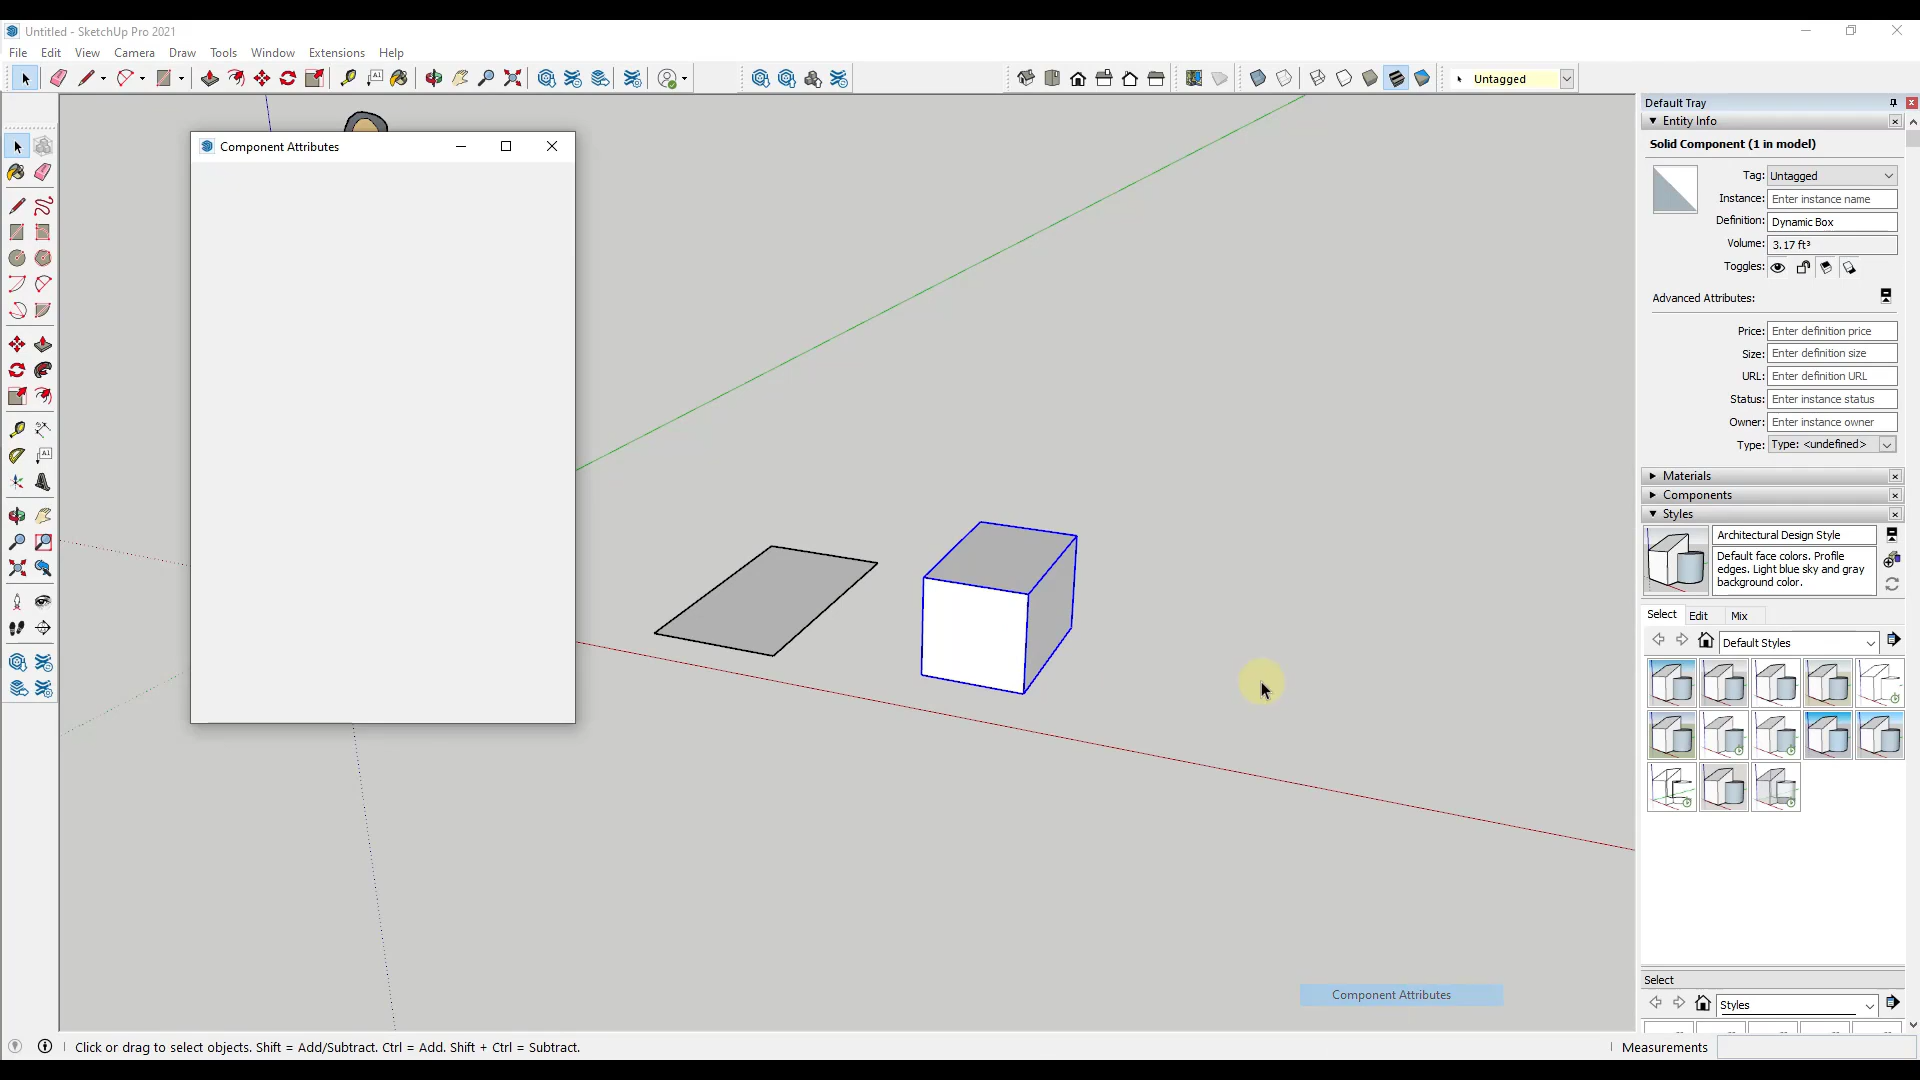 Untitled - SketchUp Pro 2021
File Edit View Camera Draw Tools Window Extensions Help
Untagged
Default Tray
Entity Info
Solid Component (1 in model)
Tag: Untagged
Instance: Enter instance name
Definition: Dynamic Box
Volume: 3.17 ft³
Toggles:
Advanced Attributes:
Price: Enter definition price
Size: Enter definition size
URL: Enter definition URL
Status: Enter instance status
Owner: Enter instance owner
Type: Type: <undefined>
Materials
Components
Styles
Architectural Design Style
Default face colors. Profile
edges. Light blue sky and gray
background color.
Select Edit Mix
Default Styles
Select
Styles
Component Attributes
Component Attributes
Click or drag to select objects. Shift = Add/Subtract. Ctrl = Add. Shift + Ctrl = Subtract.
Measurements